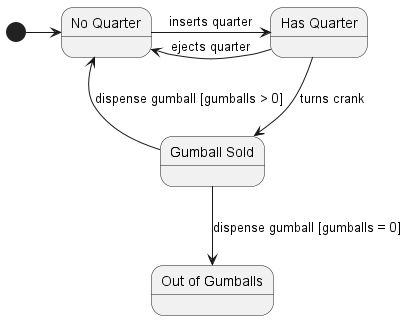 No Quarter
inserts quarter
Has Quarter
ejects quarter
dispense gumball [gumballs > 0]
turns crank
Gumball Sold
dispense gumball [gumballs = 0]
Out of Gumballs